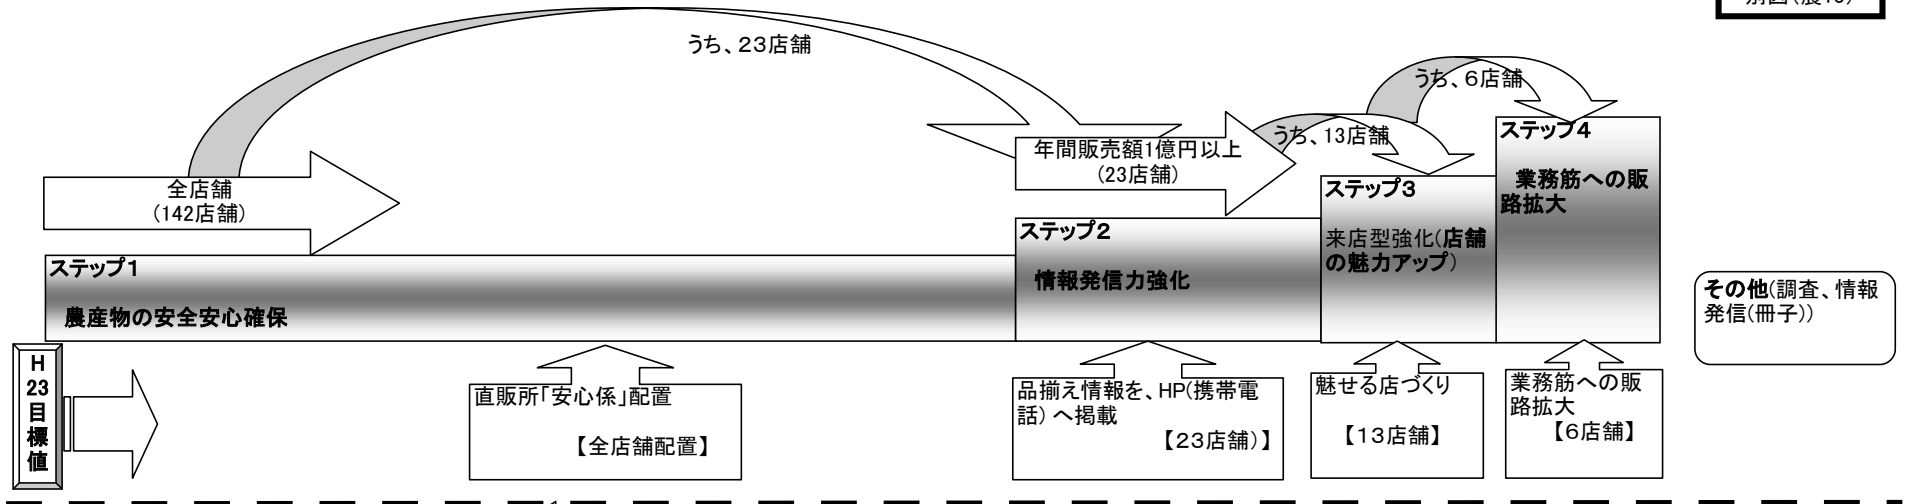 うち、23店舗
うち、6店舗
うち、13店舗
年間販売額1億円以上
(23店舗)
全店舗
(142店舗)
ステップ4
業務筋への販
路拡大
ステップ3
来店型強化(店舗
の魅力アップ)
ステップ2
情報発信力強化
ステップ1
農産物の安全安心確保
その他(調査、情報
発信(冊子))
H
23
目
標
値
直販所「安心係」配置
【全店舗配置】
品揃え情報を、HP(携帯電
話)へ掲載
【23店舗)】
魅せる店づくり
【13店舗】
業務筋への販
路拡大
【6店舗】